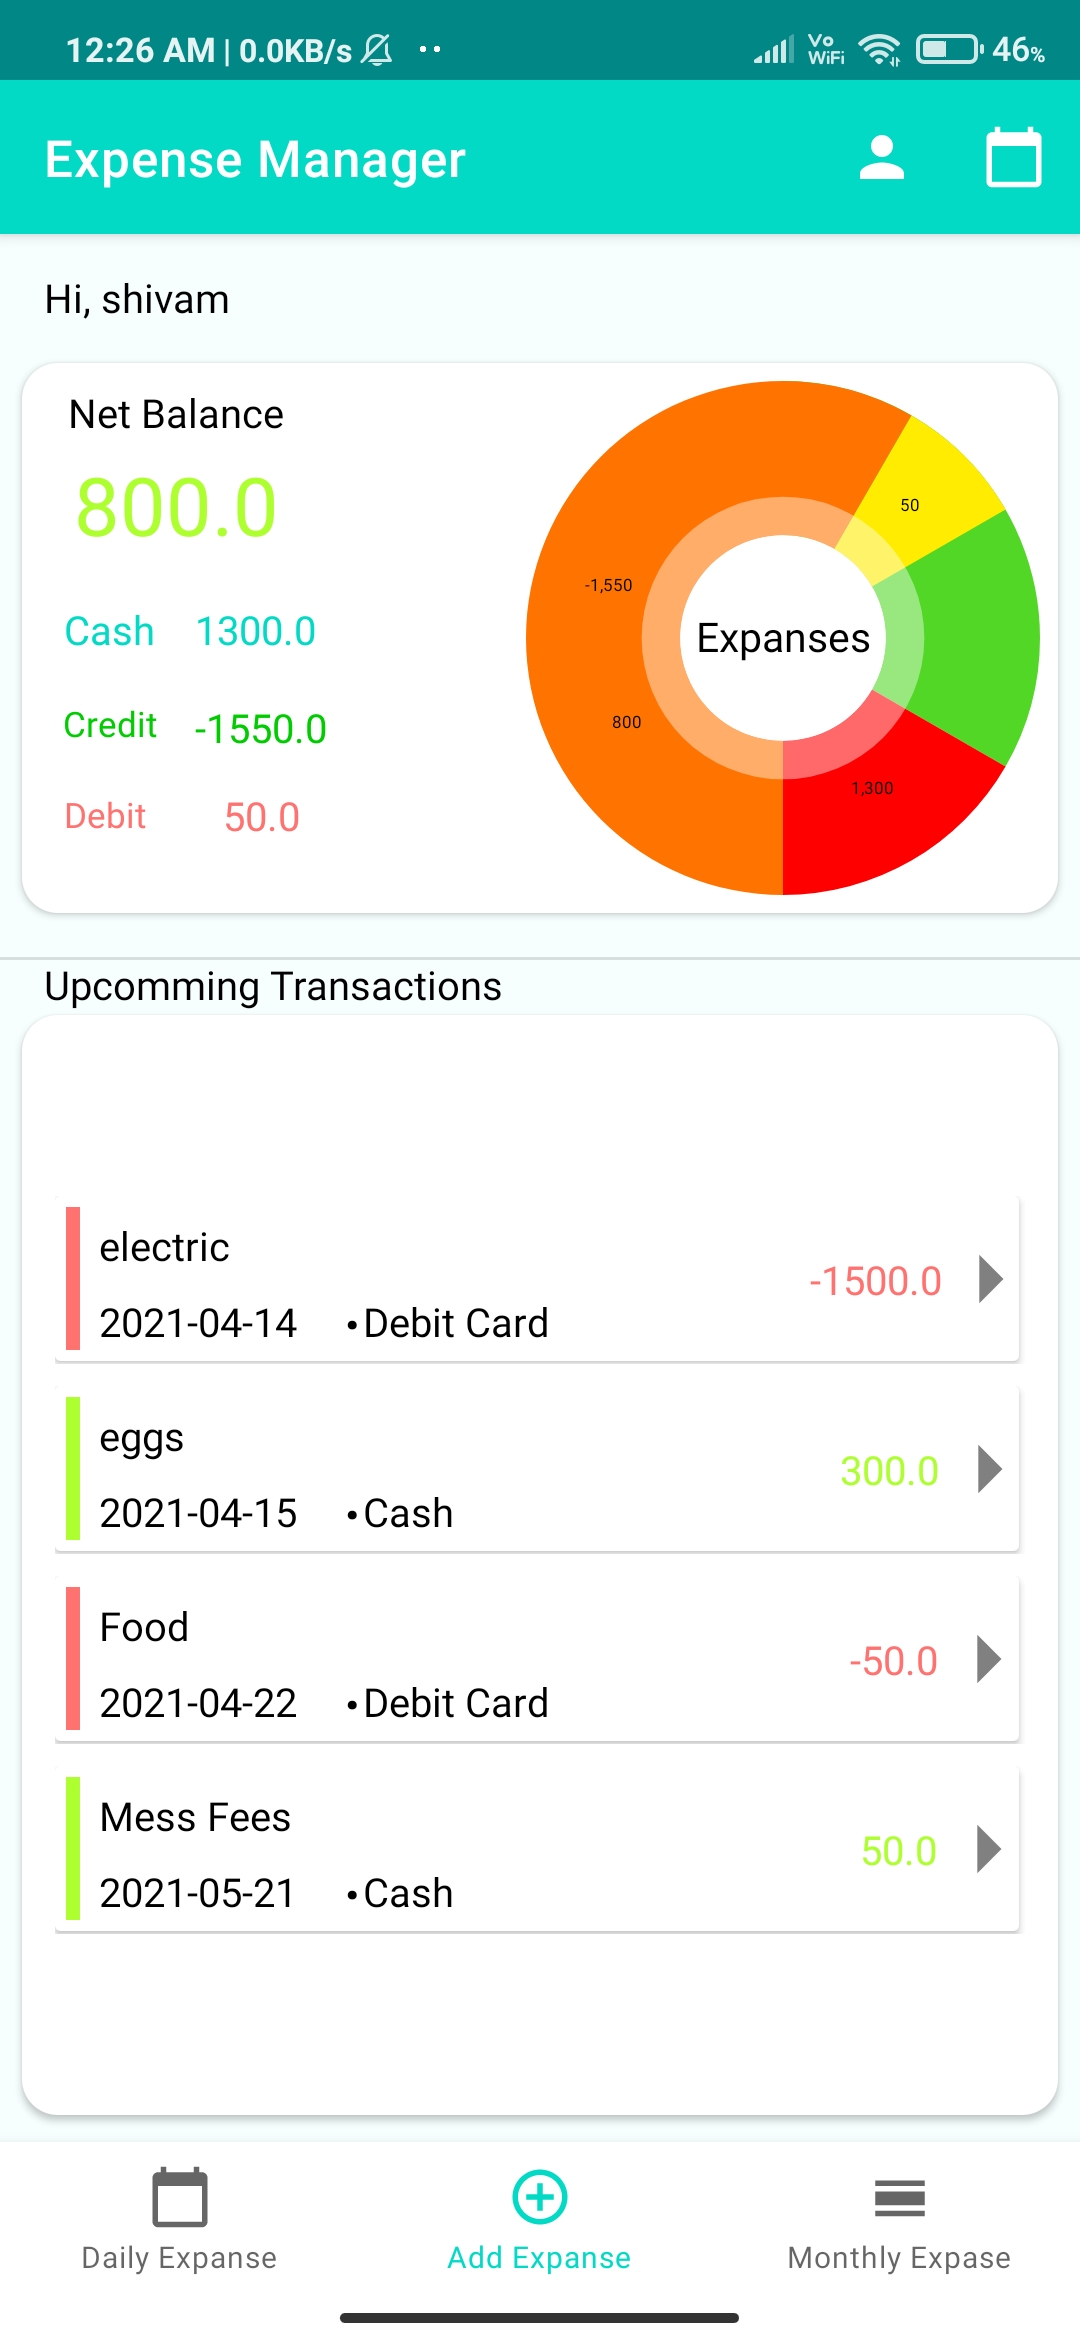 12:26 AM | 0.0KB/s
Vo WiFi
46%
Expense Manager
Hi, shivam
Net Balance
800.0
Cash 1300.0
Credit -1550.0
Debit 50.0
50
-1,550
Expanses
800
1,300
Upcomming Transactions
electric
-1500.0
2021-04-14 •Debit Card
eggs
300.0
2021-04-15 •Cash
Food
-50.0
2021-04-22 •Debit Card
Mess Fees
50.0
2021-05-21 •Cash
Daily Expanse
Add Expanse
Monthly Expase